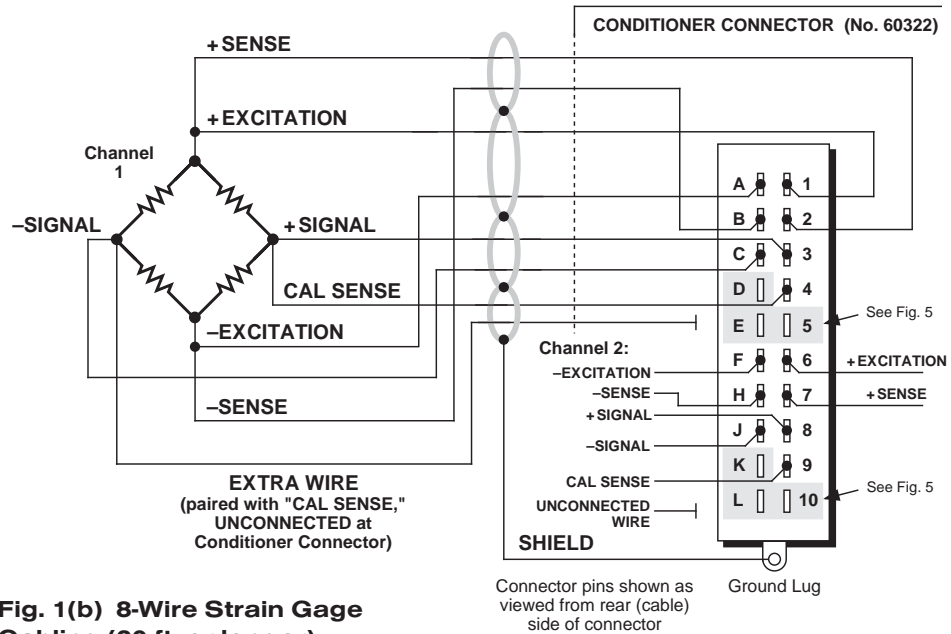 CONDITIONER CONNECTOR (No. 60322)
+SENSE
+EXCITATION
Channel
1
–SIGNAL
+SIGNAL
CAL SENSE
–EXCITATION
–SENSE
EXTRA WIRE
(paired with "CAL SENSE,"
UNCONNECTED at
Conditioner Connector)
A 1
B 2
C 3
D 4
E 5
See Fig. 5
Channel 2:
–EXCITATION
F 6
+EXCITATION
–SENSE
H 7
+SENSE
+SIGNAL
J 8
–SIGNAL
K 9
CAL SENSE
L 10
See Fig. 5
UNCONNECTED
WIRE
SHIELD
Connector pins shown as
viewed from rear (cable)
side of connector
Ground Lug
Fig. 1(b) 8-Wire Strain Gage